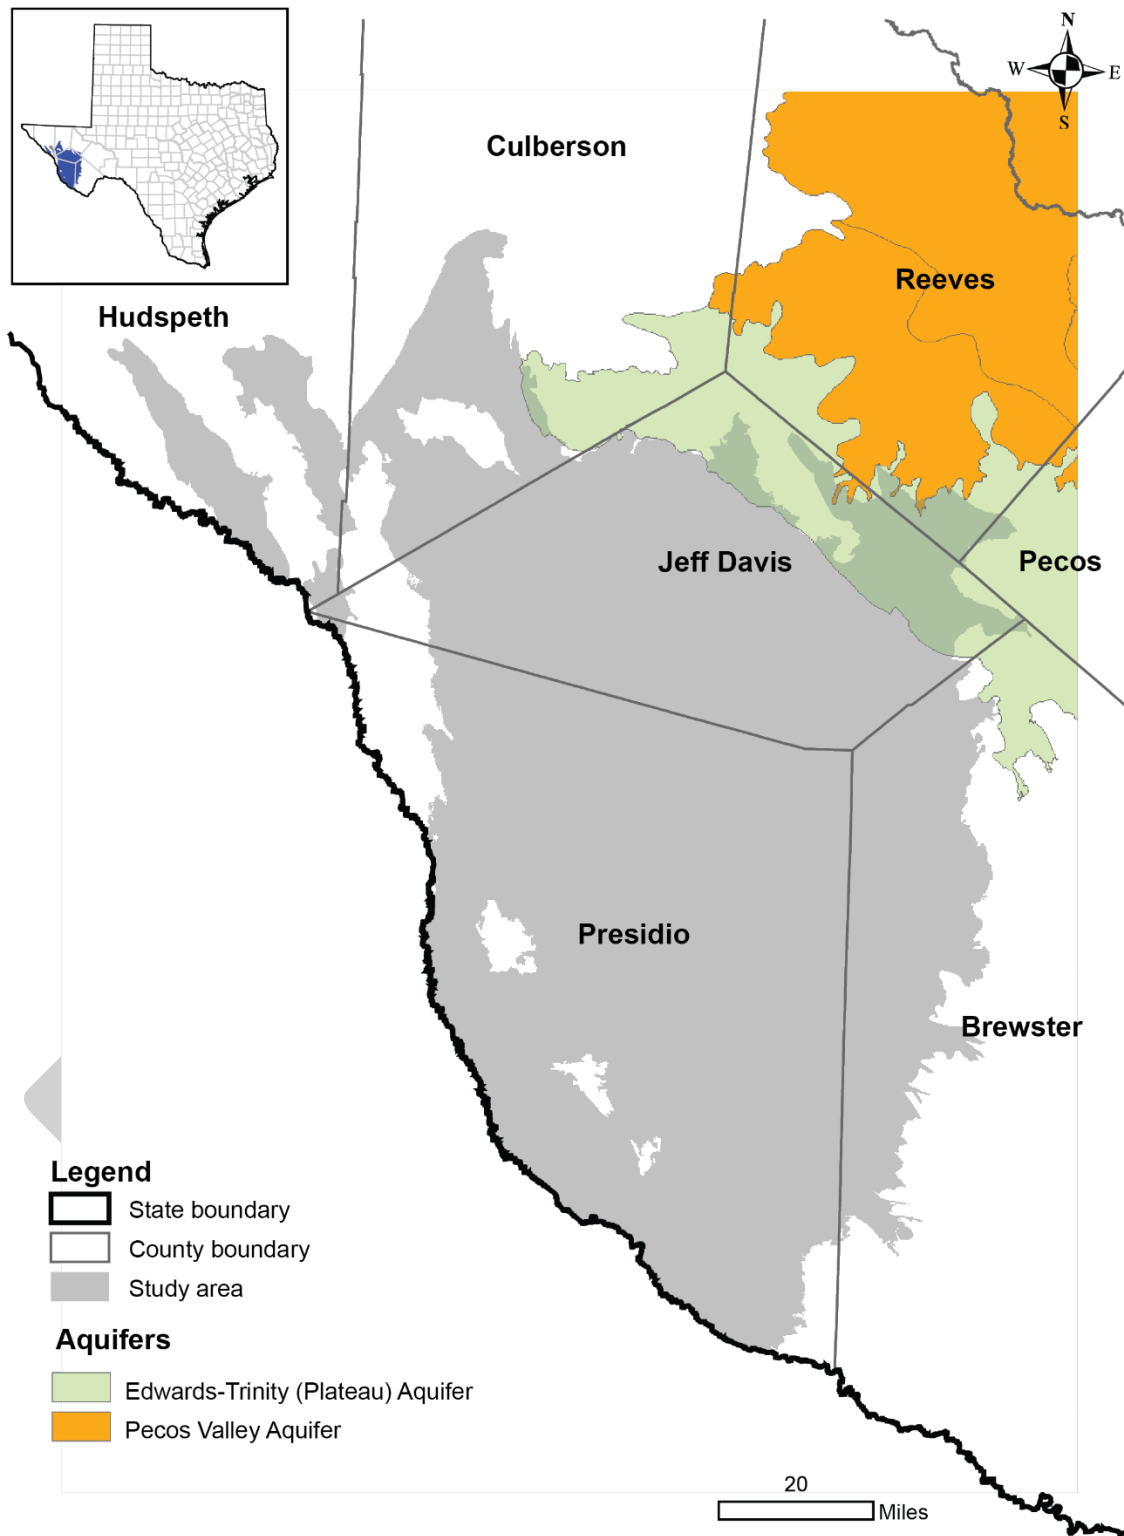 N
W E
S
Culberson
Reeves
Hudspeth
Jeff Davis
Pecos
Presidio
Brewster
Legend
State boundary
County boundary
Study area
Aquifers
Edwards-Trinity (Plateau) Aquifer
Pecos Valley Aquifer
20
Miles